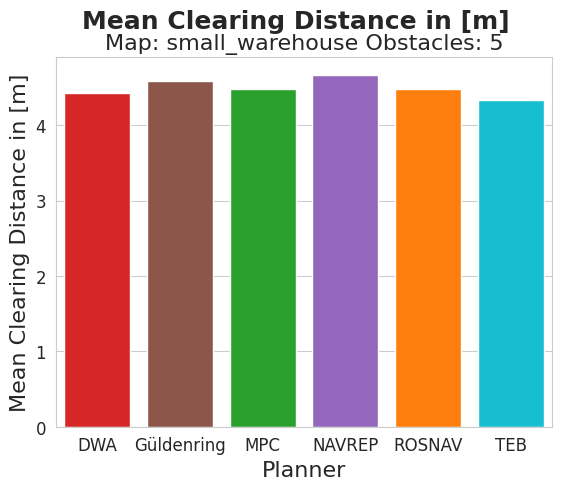 Mean Clearing Distance in [m]
Map: small_warehouse Obstacles: 5
Mean Clearing Distance in [m]
4
3
2
1
0
DWA Güldenring MPC NAVREP ROSNAV TEB
Planner